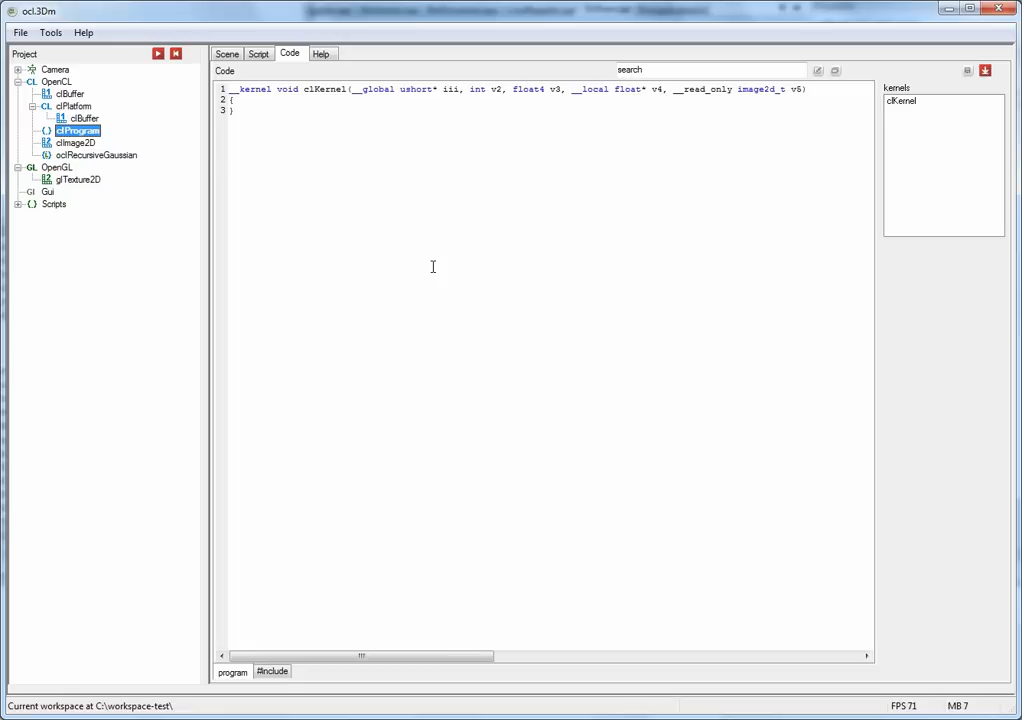 ocl.3Dm
File Tools Help
Project
Camera
CL OpenCL
clBuffer
CL clPlatform
clBuffer
{} clProgram
clImage2D
oclRecursiveGaussian
GL OpenGL
glTexture2D
GI Gui
{} Scripts
Scene Script Code Help
Code
search
1 __kernel void clKernel(__global ushort* iii, int v2, float4 v3, __local float* v4, __read_only image2d_t v5)
2 {
3 }
kernels
clKernel
program #include
Current workspace at C:\workspace-test\
FPS 71 MB 7